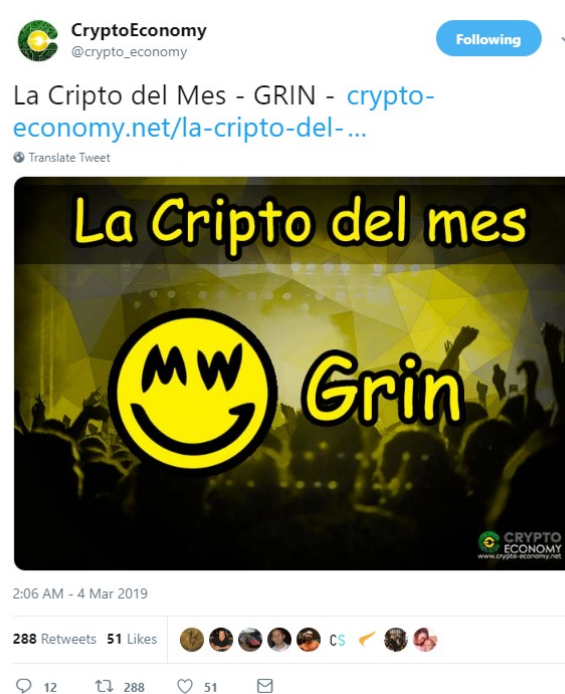 CryptoEconomy
@crypto_economy
Following
La Cripto del Mes - GRIN - crypto-
economy.net/la-cripto-del-...
Translate Tweet
La Cripto del mes
MW
Grin
CRYPTO
ECONOMY
www.crypto-economy.net
2:06 AM - 4 Mar 2019
288 Retweets 51 Likes
CS
12 288 51